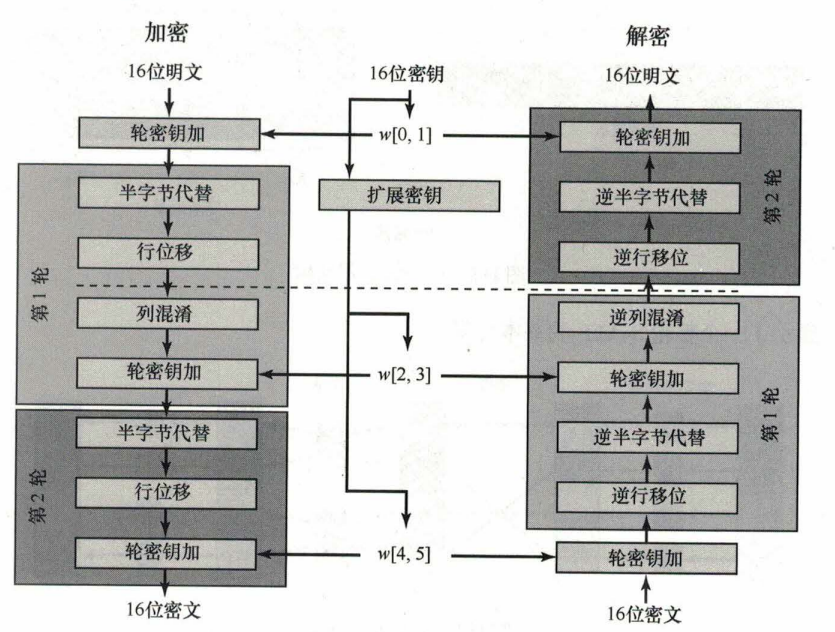 加密
16位明文
轮密钥加
半字节代替
行位移
列混淆
轮密钥加
第1轮
半字节代替
行位移
轮密钥加
第2轮
16位密文
16位密钥
w[0, 1]
扩展密钥
w[2, 3]
w[4, 5]
解密
16位明文
轮密钥加
逆半字节代替
逆行移位
第2轮
逆列混淆
轮密钥加
逆半字节代替
逆行移位
第1轮
轮密钥加
16位密文